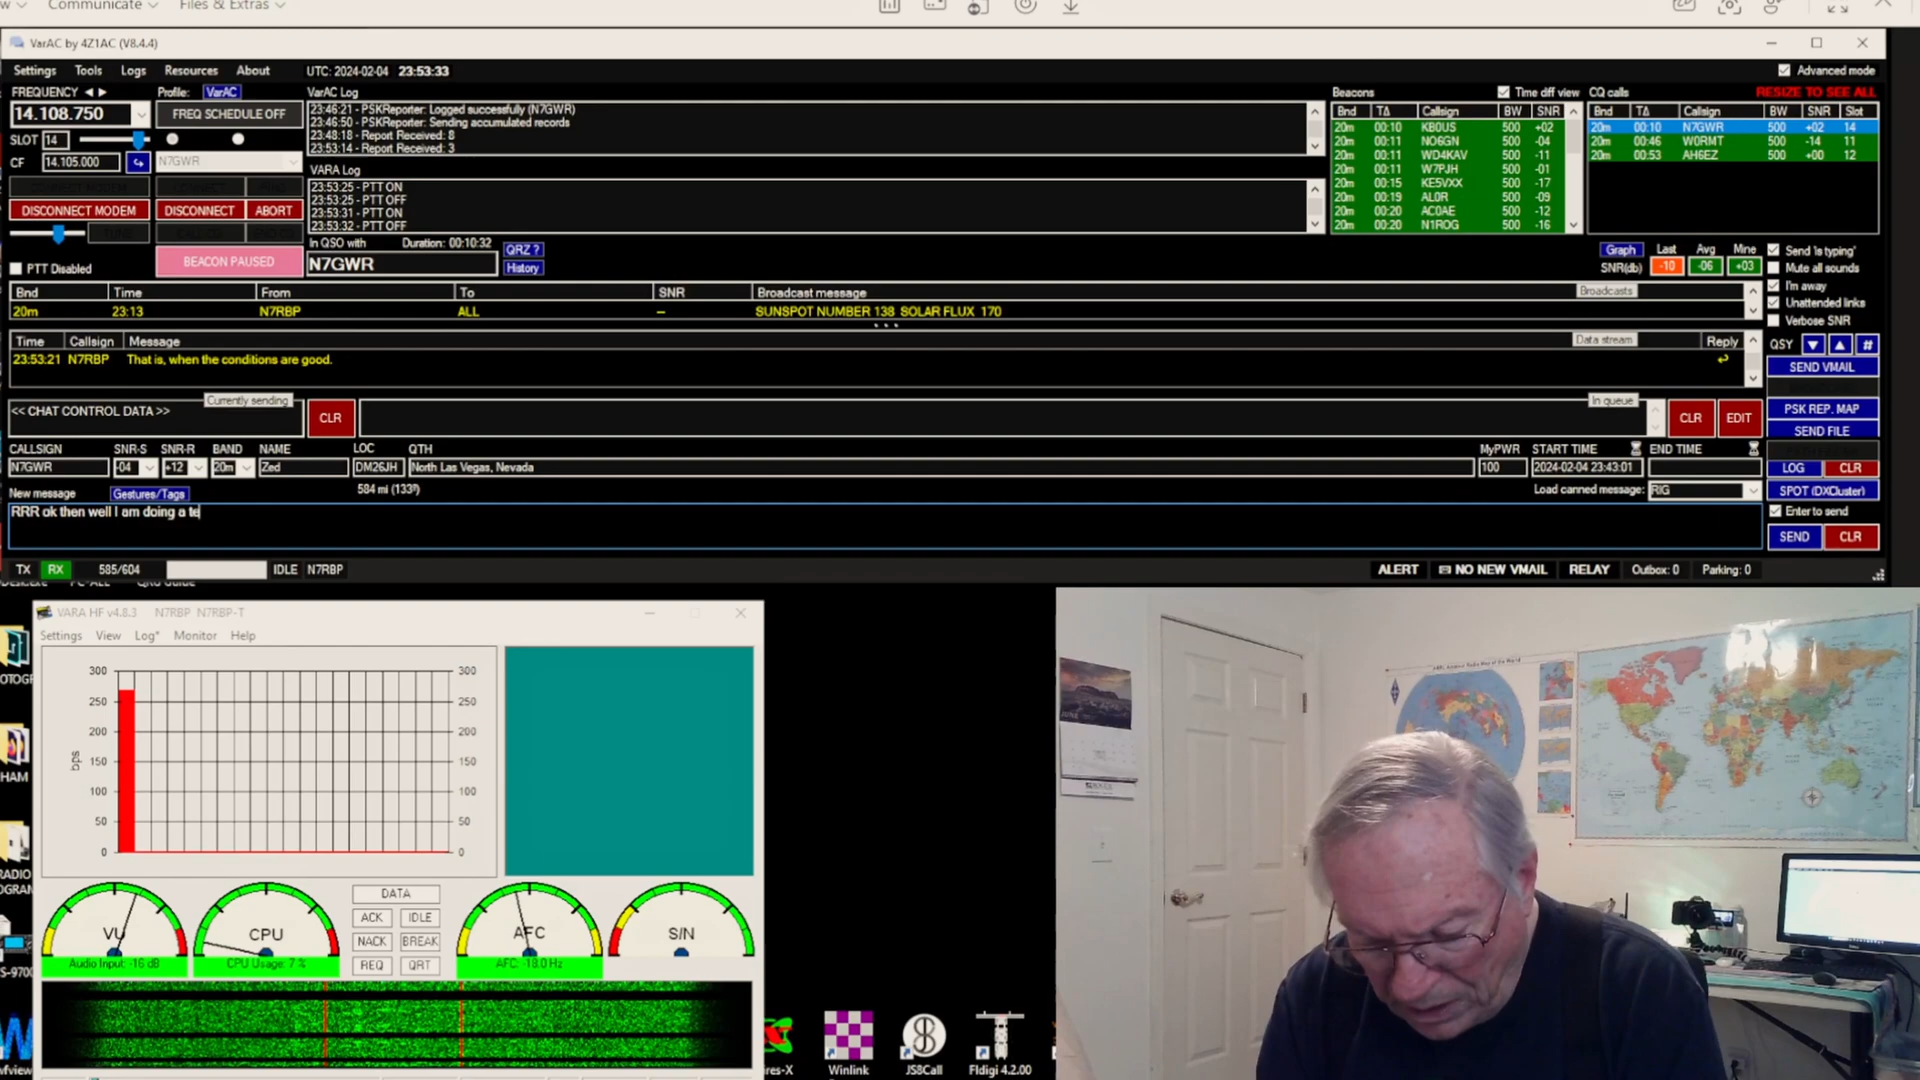 Communicate
Files & Extras
VarAC by 4Z1AC (V8.4.4)
Settings Tools Logs Resources About UTC: 2024-02-04 23:53:33
Advanced mode
FREQUENCY Profile: VarAC
14.108.750
FREQ SCHEDULE OFF
SLOT 14
CF 14.105.000
N7GWR
DISCONNECT MODEM DISCONNECT ABORT
TUNE
PTT Disabled
BEACON PAUSED
VarAC Log
23:46:21 - PSKReporter: Logged successfully (N7GWR)
23:46:50 - PSKReporter: Sending accumulated records
23:48:18 - Report Received: 8
23:53:14 - Report Received: 3
VARA Log
23:53:25 - PTT ON
23:53:25 - PTT OFF
23:53:31 - PTT ON
23:53:32 - PTT OFF
In QSO with Duration: 00:10:32
N7GWR
QRZ ?
History
Beacons Time diff view
Bnd TΔ Callsign BW SNR
20m 00:10 KB0US 500 +02
20m 00:11 NO6GN 500 -04
20m 00:11 WD4KAV 500 -11
20m 00:11 W7PJH 500 -01
20m 00:15 KE5VXX 500 -17
20m 00:19 AL0R 500 -09
20m 00:20 AC0AE 500 -12
20m 00:20 N1ROG 500 -16
CQ calls RESIZE TO SEE ALL
Bnd TΔ Callsign BW SNR Slot
20m 00:10 N7GWR 500 +02 14
20m 00:46 W0RMT 500 -14 11
20m 00:53 AH6EZ 500 +00 12
Graph Last Avg Mine
SNR(db) -10 -06 +03
Send 'is typing'
Mute all sounds
I'm away
Unattended links
Verbose SNR
Bnd Time From To SNR Broadcast message Broadcasts
20m 23:13 N7RBP ALL -- SUNSPOT NUMBER 138 SOLAR FLUX 170
Time Callsign Message Data stream Reply
23:53:21 N7RBP That is, when the conditions are good.
QSY #
SEND VMAIL
PSK REP. MAP
SEND FILE
LOG CLR
SPOT (DXCluster)
Enter to send
SEND CLR
Currently sending
<< CHAT CONTROL DATA >>
CLR
In queue
CLR EDIT
CALLSIGN SNR-S SNR-R BAND NAME LOC QTH MyPWR START TIME END TIME
N7GWR -04 +12 20m Zed DM26JH North Las Vegas, Nevada 100 2024-02-04 23:43:01
584 mi (133º)
Load canned message: RIG
New message Gestures/Tags
RRR ok then well I am doing a te
TX RX 585/604 IDLE N7RBP
ALERT NO NEW VMAIL RELAY Outbox: 0 Parking: 0
VARA HF v4.8.3 N7RBP N7RBP-T
Settings View Log* Monitor Help
300 300
250 250
200 200
150 150
100 100
50 50
0 0
bps
VU
Audio Input: -16 dB
CPU
CPU Usage: 7 %
DATA
ACK IDLE
NACK BREAK
REQ QRT
AFC
AFC: -18.0 Hz
S/N
HAM
RADIO
Winlink
JS8Call
Fldigi 4.2.00
JUNE